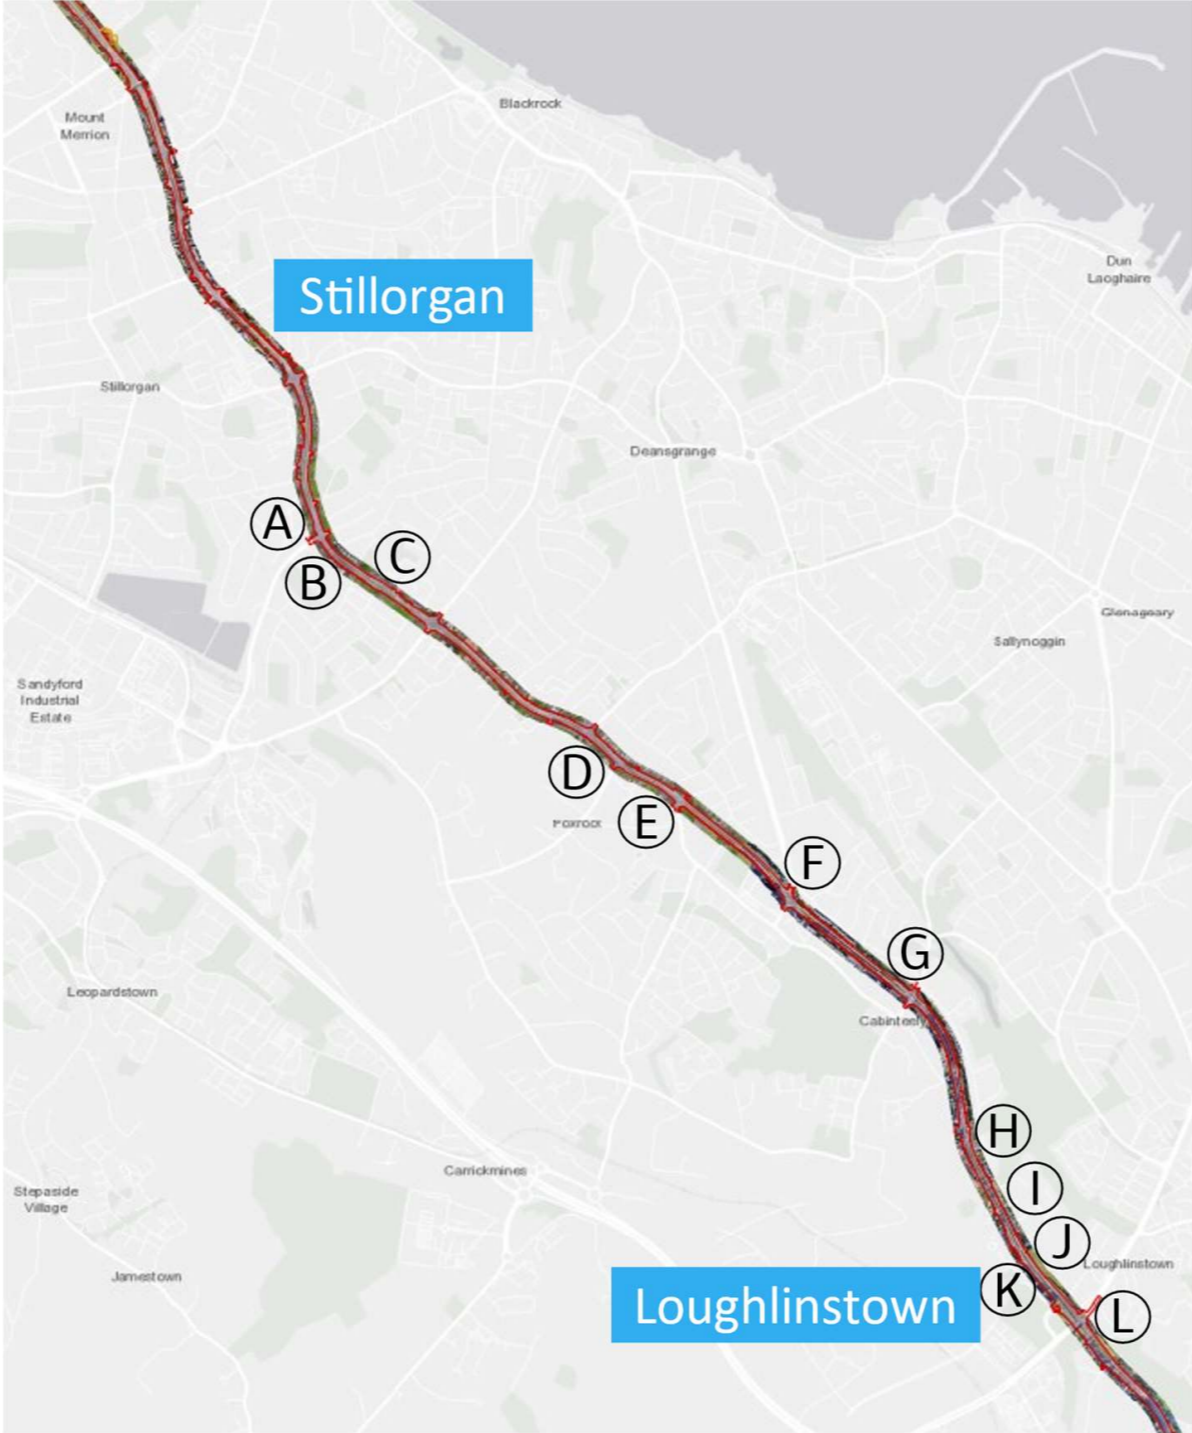 Blackrock
Mount
Merrion
Dun
Laoghaire
Stillorgan
Stillorgan
Deansgrange
A
C
B
Glenageary
Sallynoggin
Sandyford
Industrial
Estate
D
E
Foxrock
F
G
Leopardstown
Cabinteely
H
Carrickmines
I
Stepaside
Village
J
Loughlinstown
Jamestown
K
Loughlinstown
L